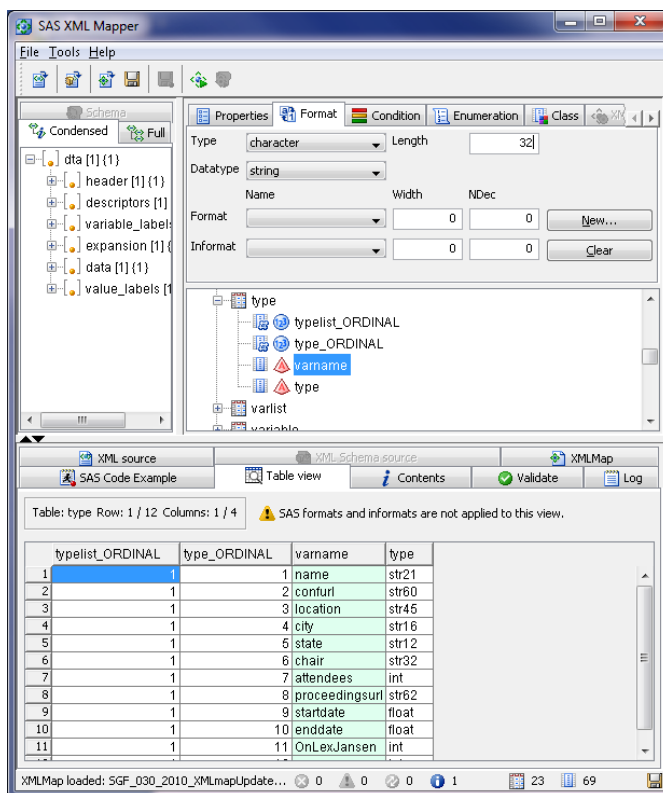 SAS XML Mapper
File Tools Help
Schema
Condensed Full
dta [1] {1}
header [1] {1}
descriptors [1]
variable_labels
expansion [1] {
data [1] {1}
value_labels [1
Properties Format Condition Enumeration Class
Type character Length 32
Datatype string
Name Width NDec
Format 0 0 New...
Informat 0 0 Clear
type
typelist_ORDINAL
type_ORDINAL
varname
type
varlist
variable
XML source XML Schema source XMLMap
SAS Code Example Table view Contents Validate Log
Table: type Row: 1 / 12 Columns: 1 / 4 SAS formats and informats are not applied to this view.
typelist_ORDINAL type_ORDINAL varname type
1 1 1 name str21
2 1 2 confurl str60
3 1 3 location str45
4 1 4 city str16
5 1 5 state str12
6 1 6 chair str32
7 1 7 attendees int
8 1 8 proceedingsurl str62
9 1 9 startdate float
10 1 10 enddate float
11 1 11 OnLexJansen int
XMLMap loaded: SGF_030_2010_XMLmapUpdate... 0 0 0 1 23 69